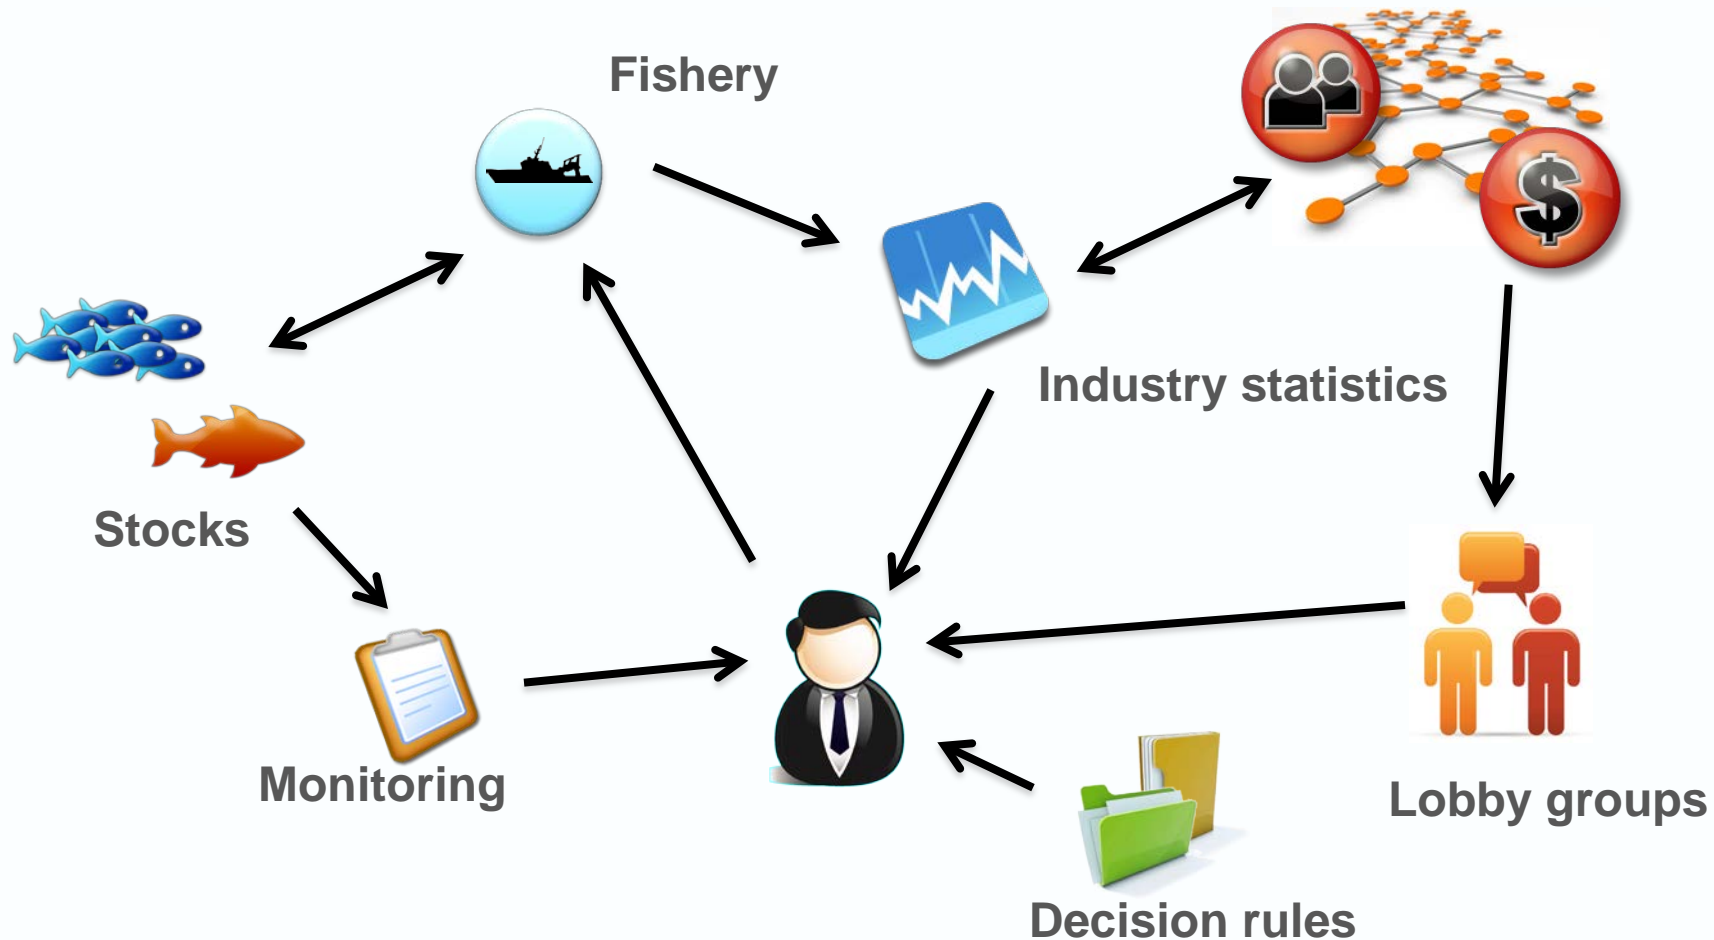 Fishery
Industry statistics
Stocks
Monitoring
Lobby groups
Decision rules